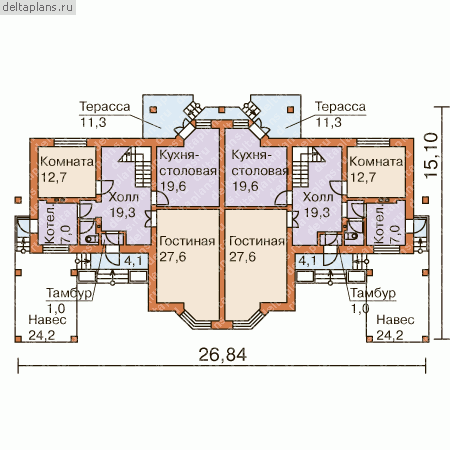 deltaplans.ru
Терасса
11,3
Терасса
11,3
Комната
12,7
Кухня-
столовая
19,6
Кухня-
столовая
19,6
Комната
12,7
Холл
19,3
Холл
19,3
Котел.
7,0
Котел.
7,0
Гостиная
27,6
Гостиная
27,6
4,1
4,1
Тамбур
1,0
Тамбур
1,0
Навес
24,2
Навес
24,2
15,10
26,84